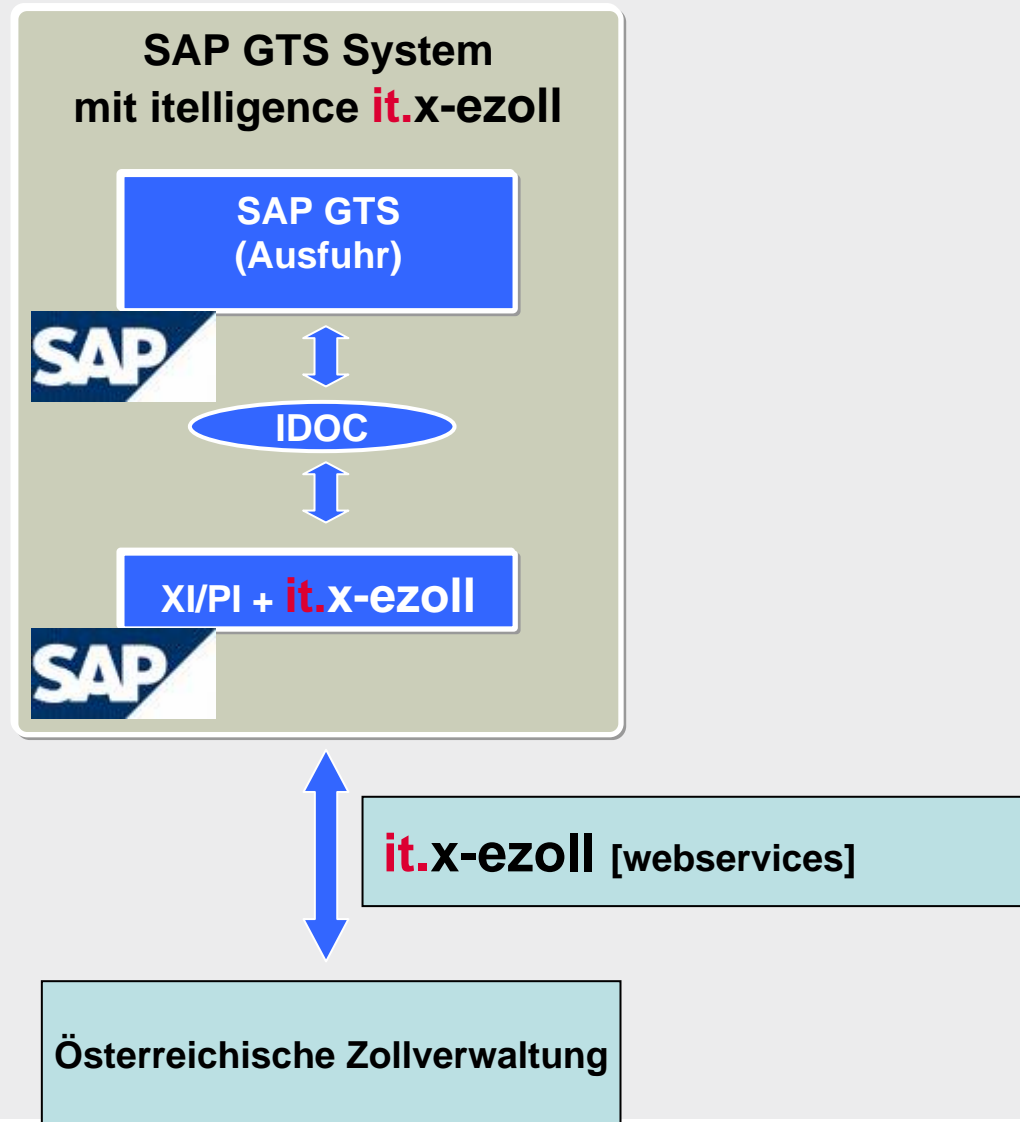 SAP GTS System
mit itelligence it.x-ezoll
SAP GTS
(Ausfuhr)
SAP
IDOC
XI/PI + it.x-ezoll
SAP
it.x-ezoll [webservices]
Österreichische Zollverwaltung